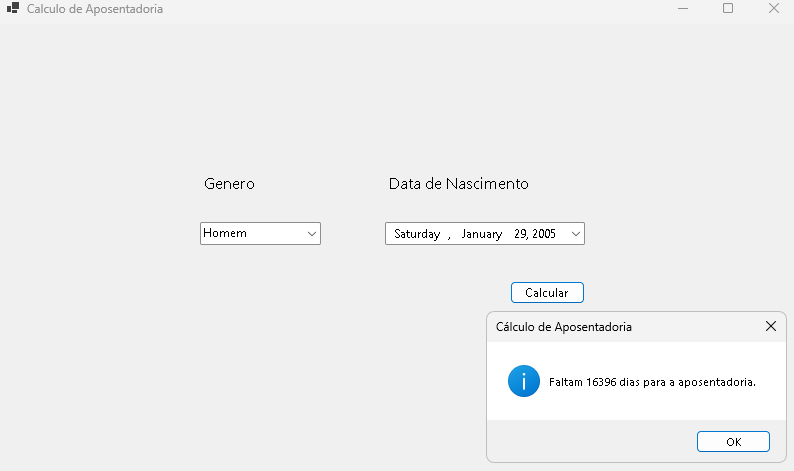 Calculo de Aposentadoria
Genero
Data de Nascimento
Homem
Saturday , January 29, 2005
Calcular
Cálculo de Aposentadoria
Faltam 16396 dias para a aposentadoria.
OK